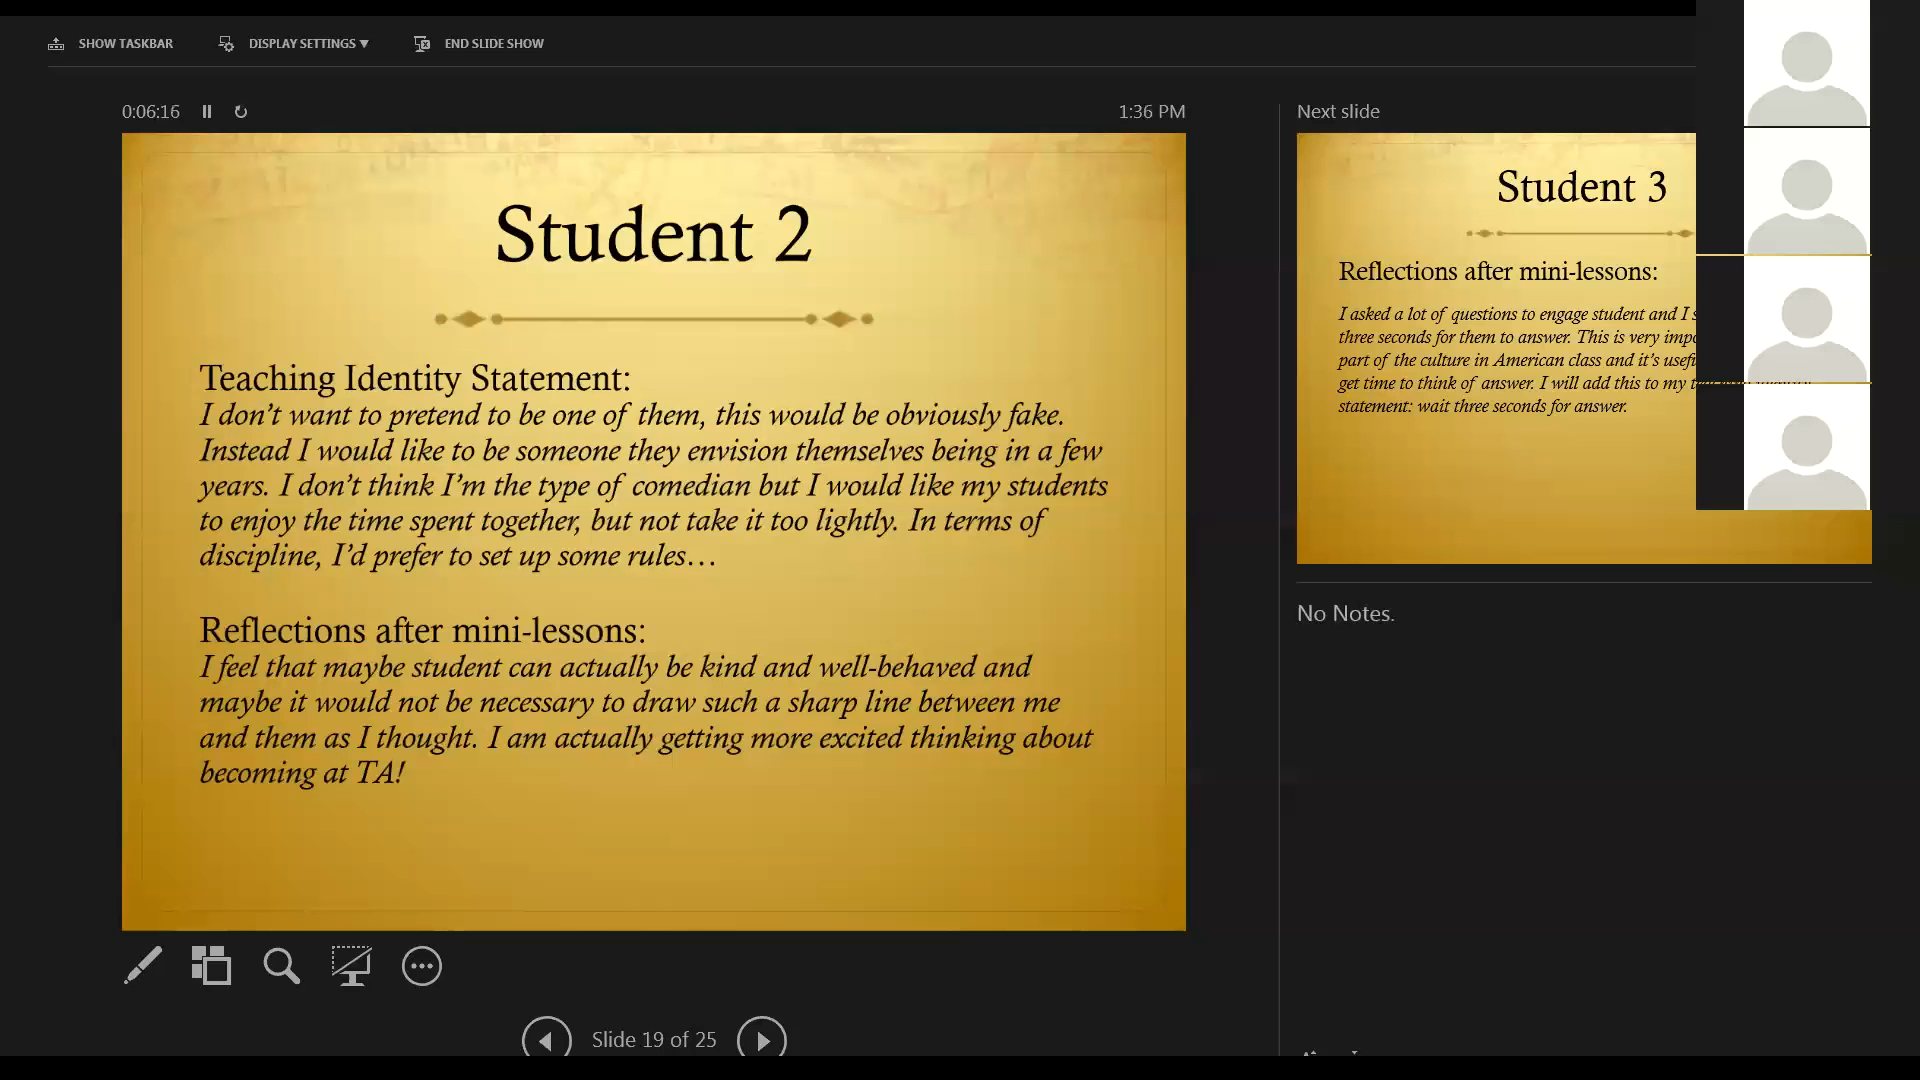 SHOW TASKBAR
DISPLAY SETTINGS ▼
END SLIDE SHOW
0:06:16
1:36 PM
Student 2
Teaching Identity Statement:
I don’t want to pretend to be one of them, this would be obviously fake.
Instead I would like to be someone they envision themselves being in a few
years. I don’t think I’m the type of comedian but I would like my students
to enjoy the time spent together, but not take it too lightly. In terms of
discipline, I’d prefer to set up some rules…
Reflections after mini-lessons:
I feel that maybe student can actually be kind and well-behaved and
maybe it would not be necessary to draw such a sharp line between me
and them as I thought. I am actually getting more excited thinking about
becoming at TA!
Slide 19 of 25
Next slide
Student 3
Reflections after mini-lessons:
I asked a lot of questions to engage student and I
three seconds for them to answer. This is very
part of the culture in American class and it’s
get time to think of answer. I will add this to my
statement: wait three seconds for answer.
No Notes.